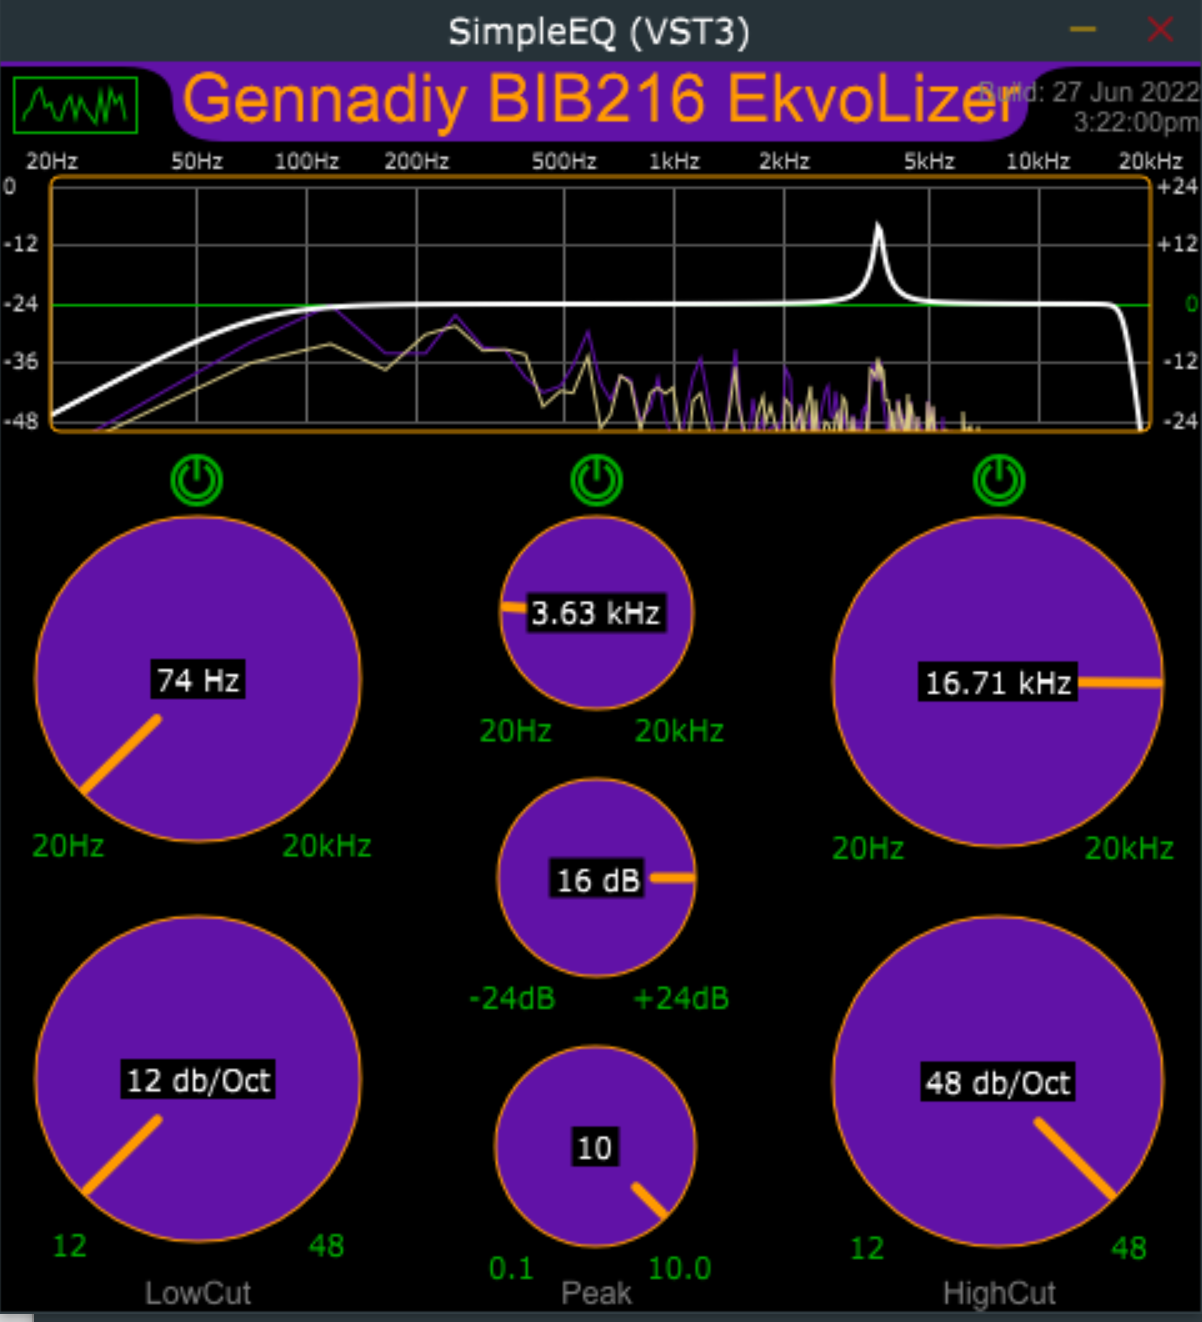 SimpleEQ (VST3)
Gennadiy BIB216 EkvoLizer
Build: 27 Jun 2022
3:22:00pm
20Hz 50Hz 100Hz 200Hz 500Hz 1kHz 2kHz 5kHz 10kHz 20kHz
0 +24
-12 +12
-24 0
-36 -12
-48 -24
74 Hz
20Hz 20kHz
3.63 kHz
20Hz 20kHz
16.71 kHz
20Hz 20kHz
16 dB
-24dB +24dB
12 db/Oct
12 48
LowCut
10
0.1 10.0
Peak
48 db/Oct
12 48
HighCut